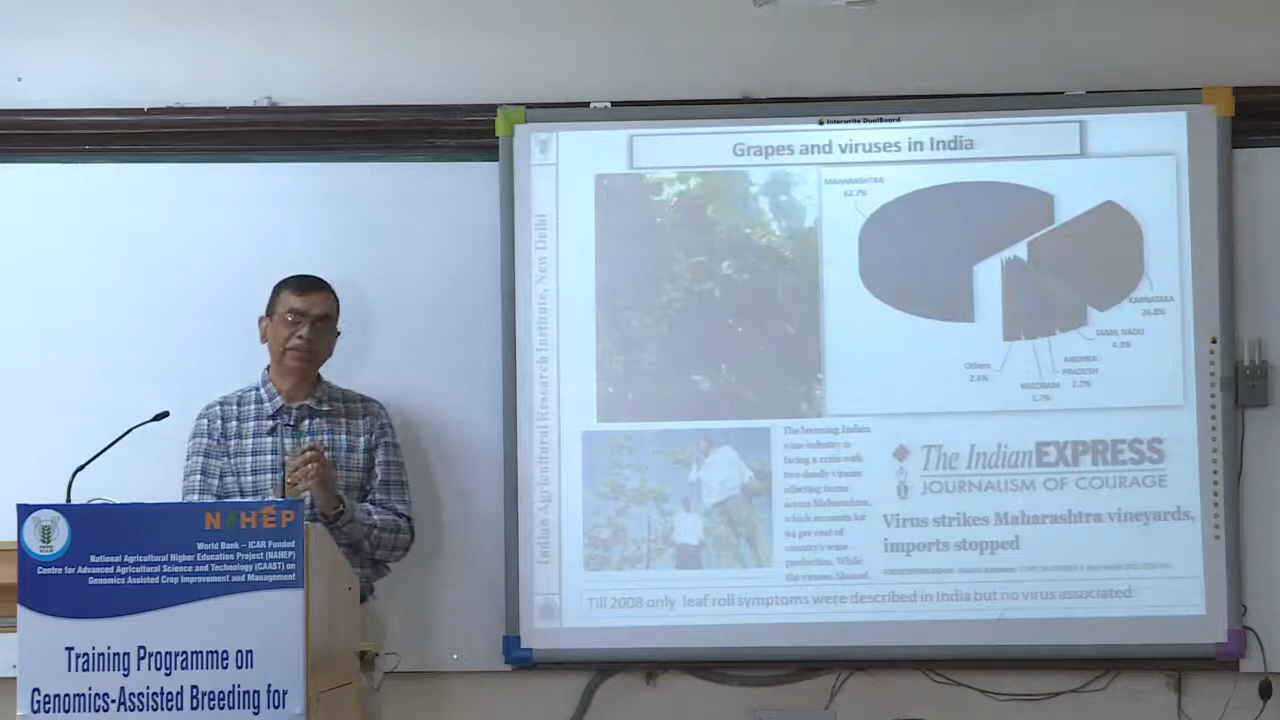 Interwrite DualBoard
Grapes and viruses in India
Indian Agricultural Research Institute, New Delhi
MAHARASHTRA
62.7%
KARNATAKA
26.8%
TAMIL NADU
4.3%
ANDHRA
PRADESH
2.2%
MIZORAM
1.7%
Others
2.4%
The booming Indian
wine industry is
facing a crisis with
two deadly viruses
affecting farms
across Maharashtra,
which accounts for
94 per cent of
country's wine
production. While
the viruses blamed
The Indian EXPRESS
JOURNALISM OF COURAGE
Virus strikes Maharashtra vineyards,
imports stopped
Till 2008 only leaf roll symptoms were described in India but no virus associated
NAHEP
World Bank – ICAR Funded
National Agricultural Higher Education Project (NAHEP)
Centre for Advanced Agricultural Science and Technology (CAAST) on
Genomics Assisted Crop Improvement and Management
Training Programme on
Genomics-Assisted Breeding for